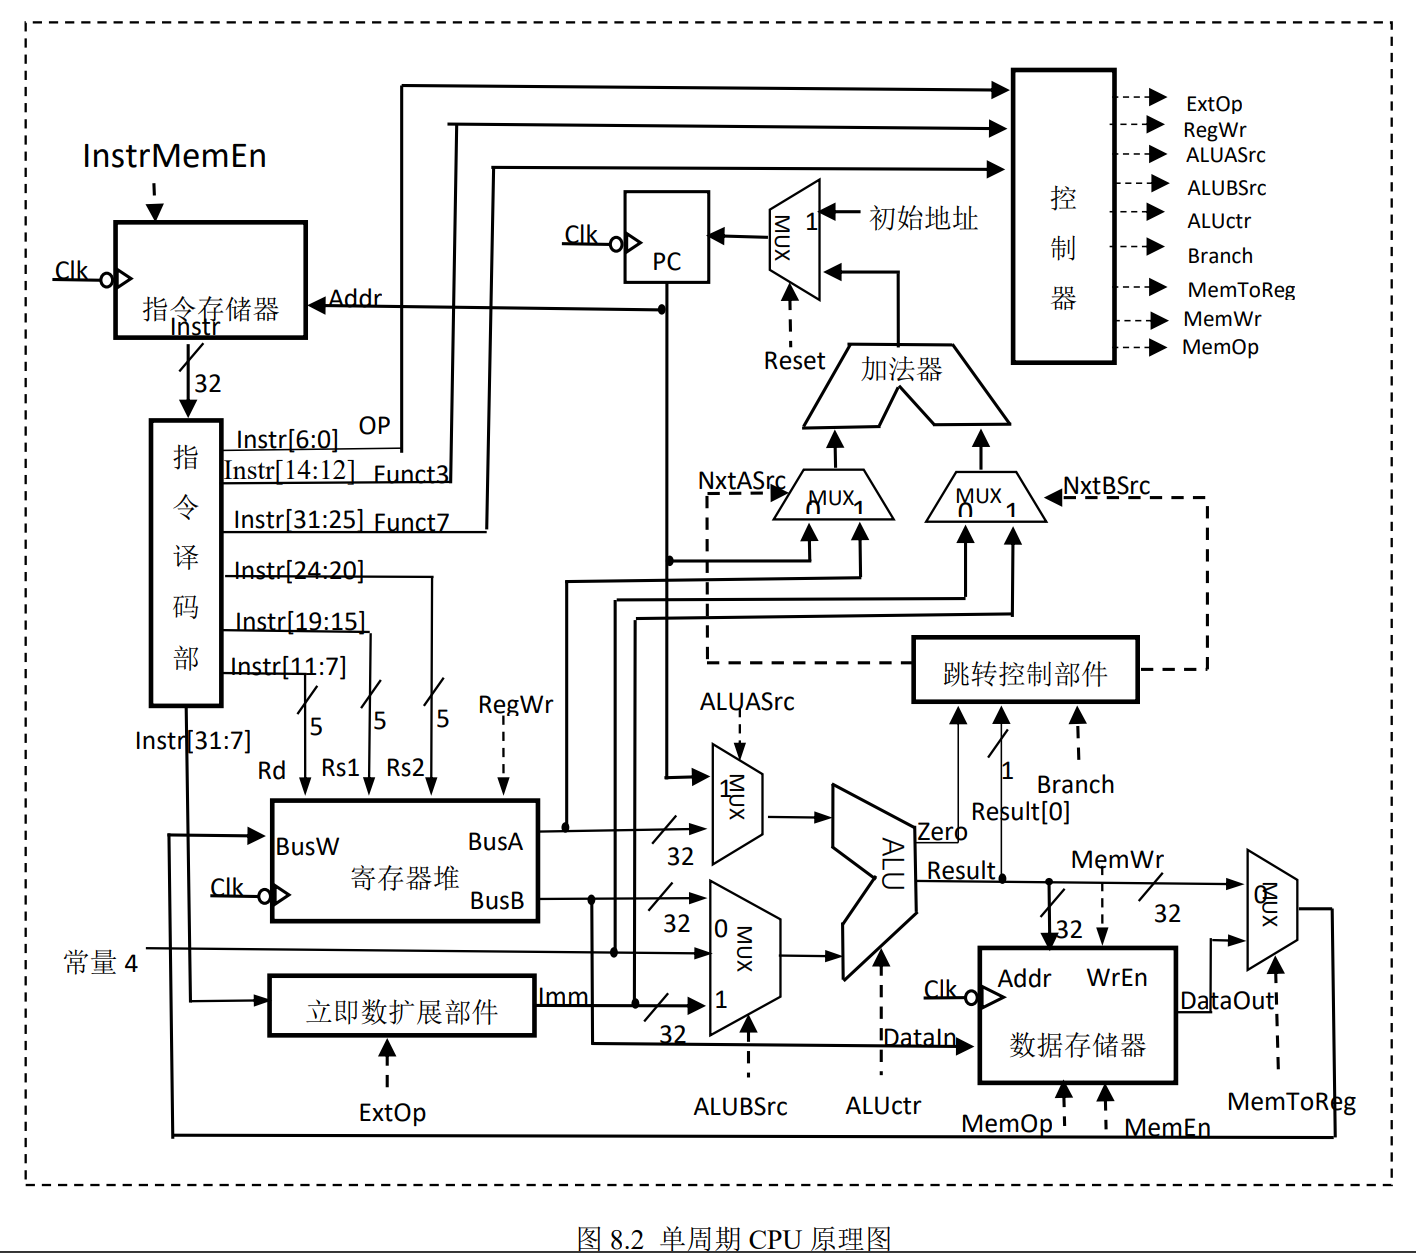 InstrMemEn
Clk
指令存储器
Instr
Addr
32
Clk
PC
MUX
1
初始地址
Reset
加法器
控制器
ExtOp
RegWr
ALUASrc
ALUBSrc
ALUctr
Branch
MemToReg
MemWr
MemOp
指令译码部
Instr[6:0]
OP
Instr[14:12]
Funct3
Instr[31:25]
Funct7
Instr[24:20]
Instr[19:15]
Instr[11:7]
Instr[31:7]
5
5
5
NxtASrc
MUX
0
1
MUX
0
1
NxtBSrc
跳转控制部件
Rd
Rs1
Rs2
RegWr
ALUASrc
1
MUX
1
Branch
Result[0]
BusW
BusA
寄存器堆
BusB
Clk
32
32
ALU
Zero
Result
MemWr
32
32
0
MUX
常量 4
0
MUX
1
立即数扩展部件
Imm
32
ExtOp
ALUBSrc
ALUctr
Clk
Addr
WrEn
DataIn
数据存储器
DataOut
MemOp
MemEn
MemToReg
图 8.2 单周期 CPU 原理图